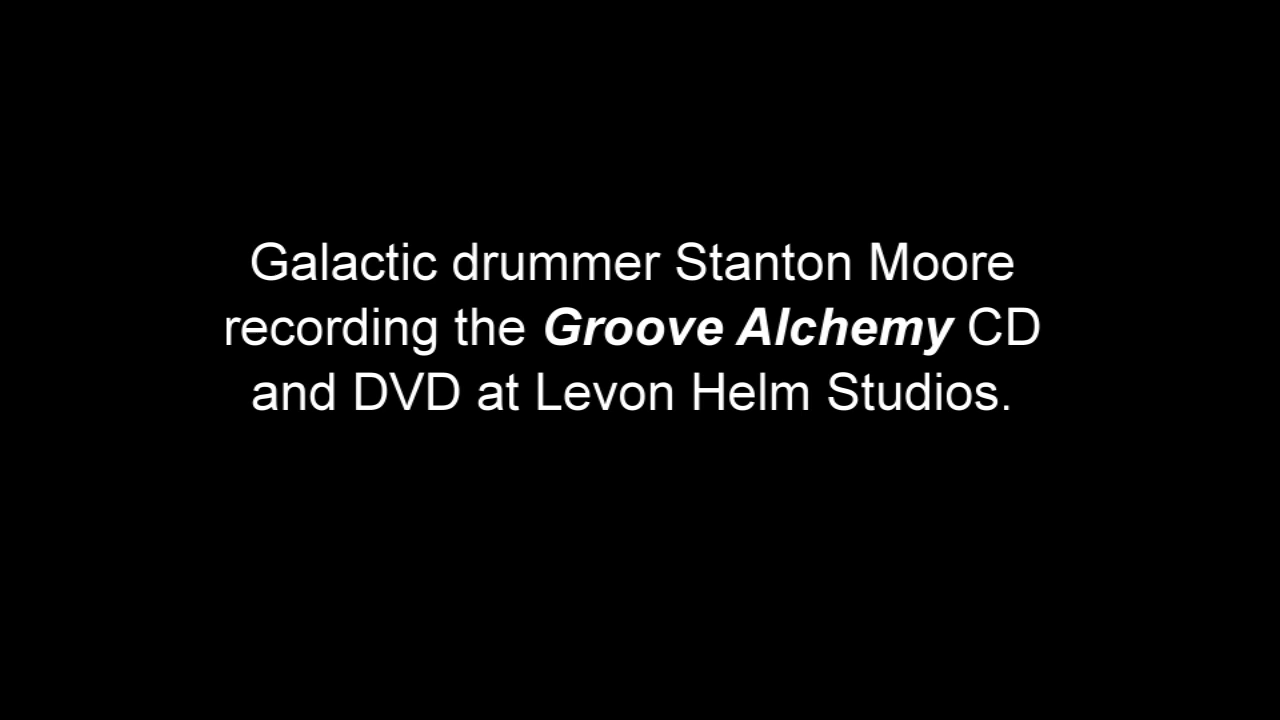 Galactic drummer Stanton Moore
recording the Groove Alchemy CD
and DVD at Levon Helm Studios.